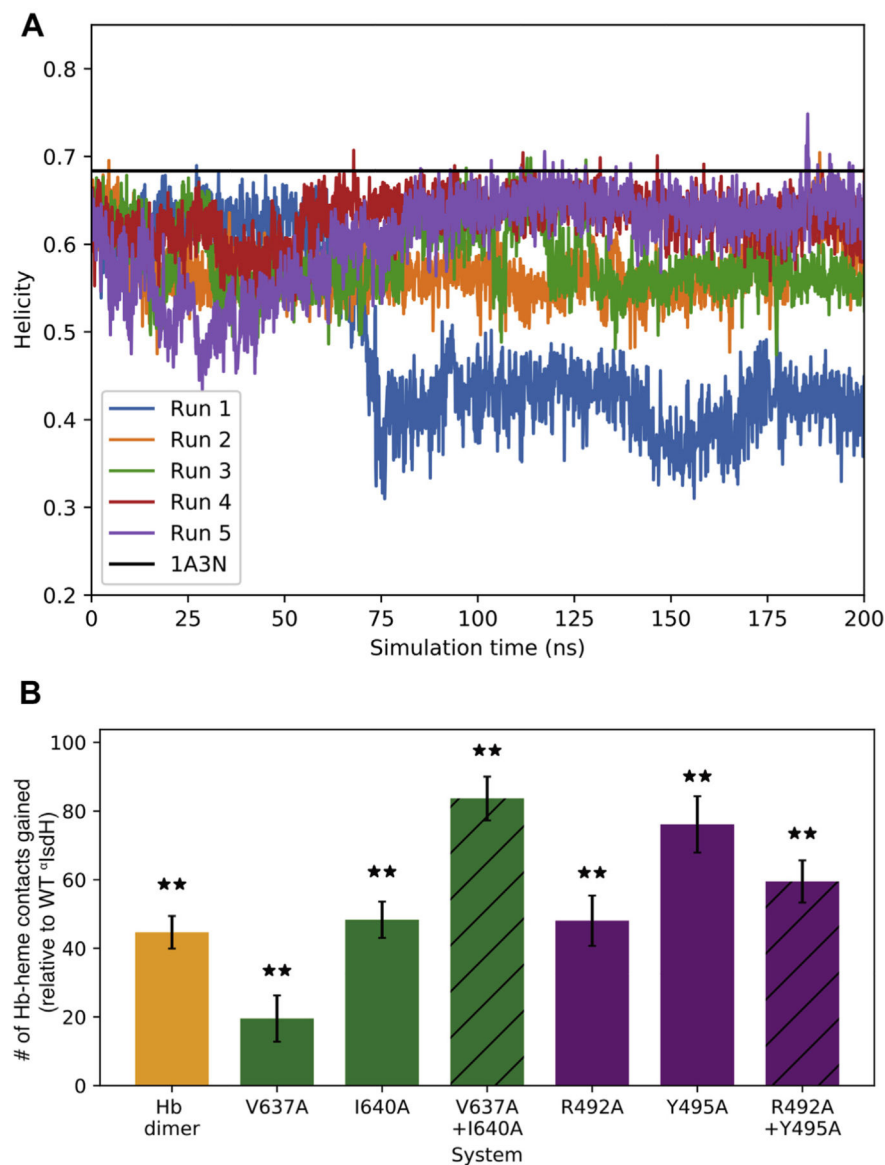 A
0.8
0.7
0.6
0.5
0.4
0.3
0.2
Helicity
Run 1
Run 2
Run 3
Run 4
Run 5
1A3N
0 25 50 75 100 125 150 175 200
Simulation time (ns)
B
100
80
60
40
20
0
# of Hb-heme contacts gained
(relative to WT ᵅIsdH)
★★ ★★ ★★ ★★ ★★ ★★ ★★
Hb V637A I640A V637A R492A Y495A R492A
dimer +I640A +Y495A
System